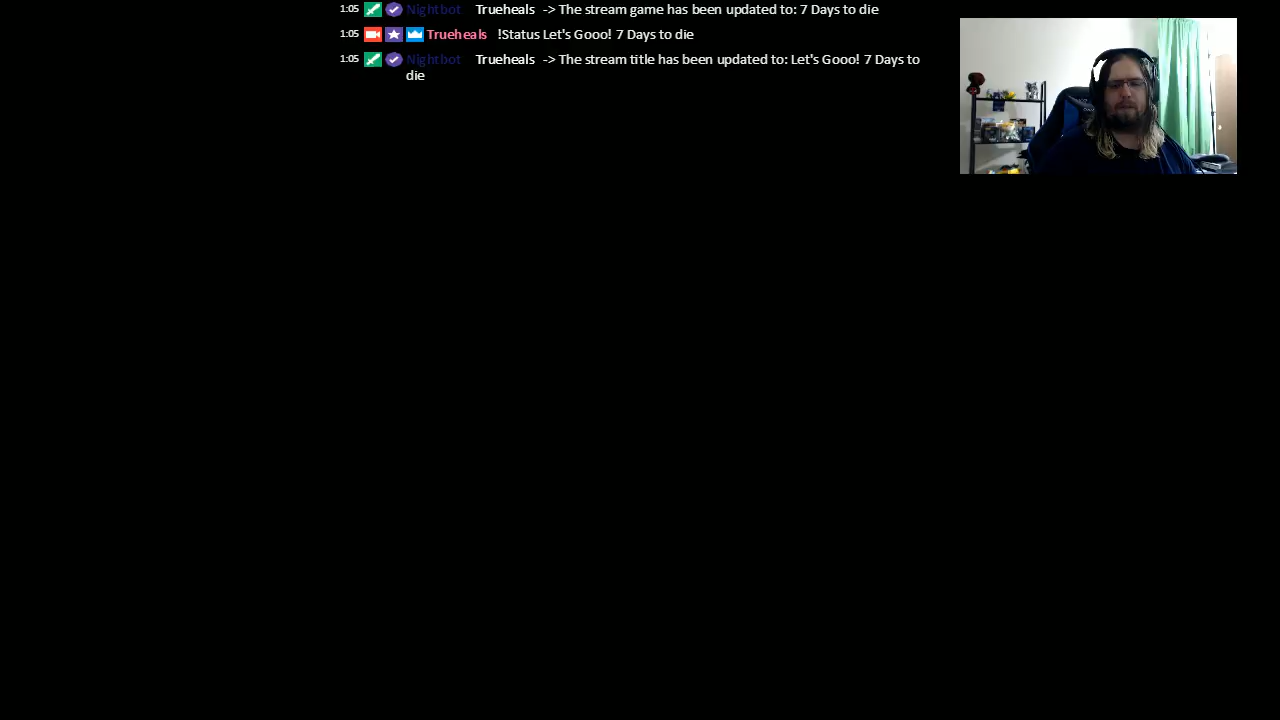 1:05 Nightbot Trueheals -> The stream game has been updated to: 7 Days to die
1:05 Trueheals !Status Let's Gooo! 7 Days to die
1:05 Nightbot Trueheals -> The stream title has been updated to: Let's Gooo! 7 Days to
die